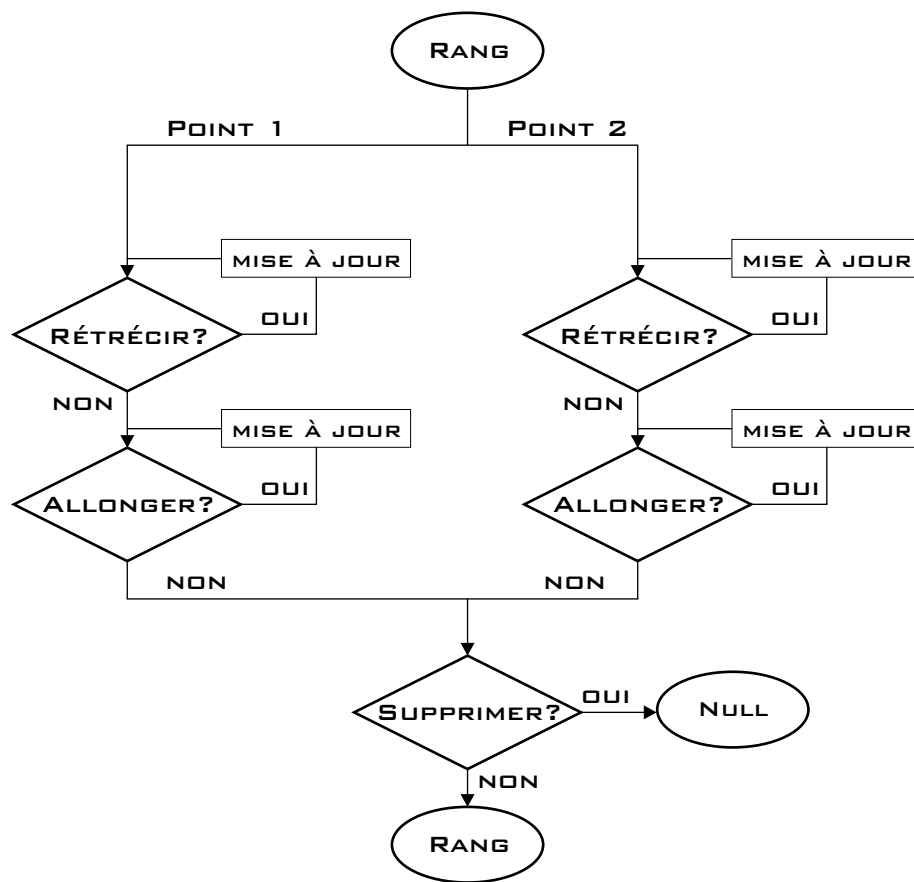 Rang
Point 1
Point 2
mise à jour
mise à jour
Rétrécir?
oui
Rétrécir?
oui
non
non
mise à jour
mise à jour
Allonger?
oui
Allonger?
oui
non
non
Supprimer?
oui
Null
non
Rang